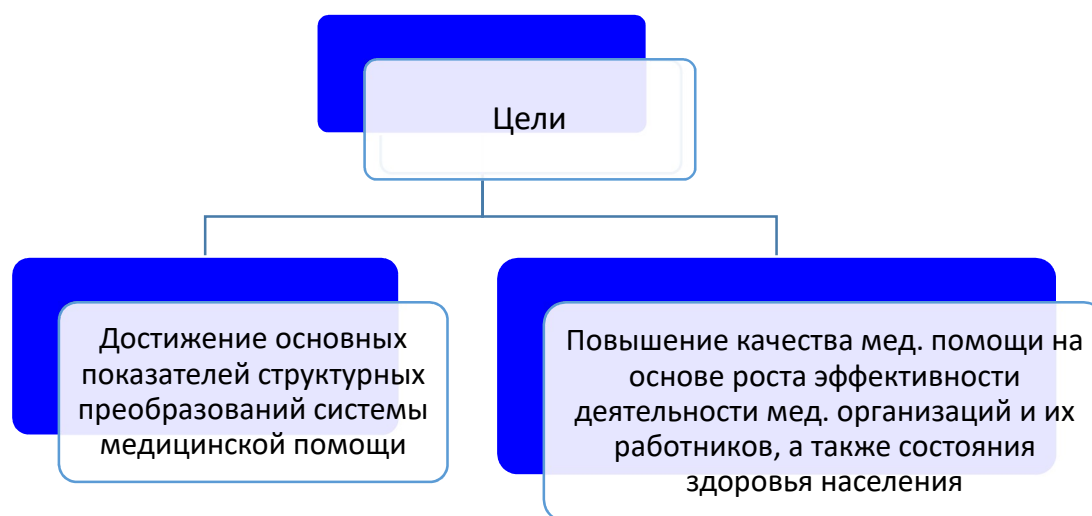 Цели
Достижение основных
показателей структурных
преобразований системы
медицинской помощи
Повышение качества мед. помощи на
основе роста эффективности
деятельности мед. организаций и их
работников, а также состояния
здоровья населения